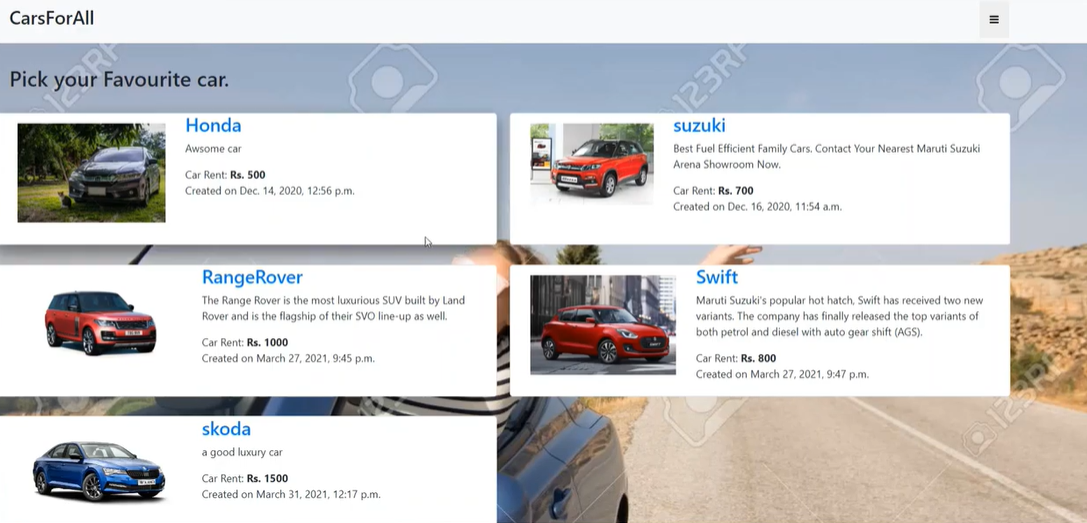 CarsForAll
≡
Pick your Favourite car.
Honda
Awsome car
Car Rent: Rs. 500
Created on Dec. 14, 2020, 12:56 p.m.
suzuki
Best Fuel Efficient Family Cars. Contact Your Nearest Maruti Suzuki
Arena Showroom Now.
Car Rent: Rs. 700
Created on Dec. 16, 2020, 11:54 a.m.
RangeRover
The Range Rover is the most luxurious SUV built by Land
Rover and is the flagship of their SVO line-up as well.
Car Rent: Rs. 1000
Created on March 27, 2021, 9:45 p.m.
Swift
Maruti Suzuki's popular hot hatch, Swift has received two new
variants. The company has finally released the top variants of
both petrol and diesel with auto gear shift (AGS).
Car Rent: Rs. 800
Created on March 27, 2021, 9:47 p.m.
skoda
a good luxury car
Car Rent: Rs. 1500
Created on March 31, 2021, 12:17 p.m.
123RF
123RF
123RF